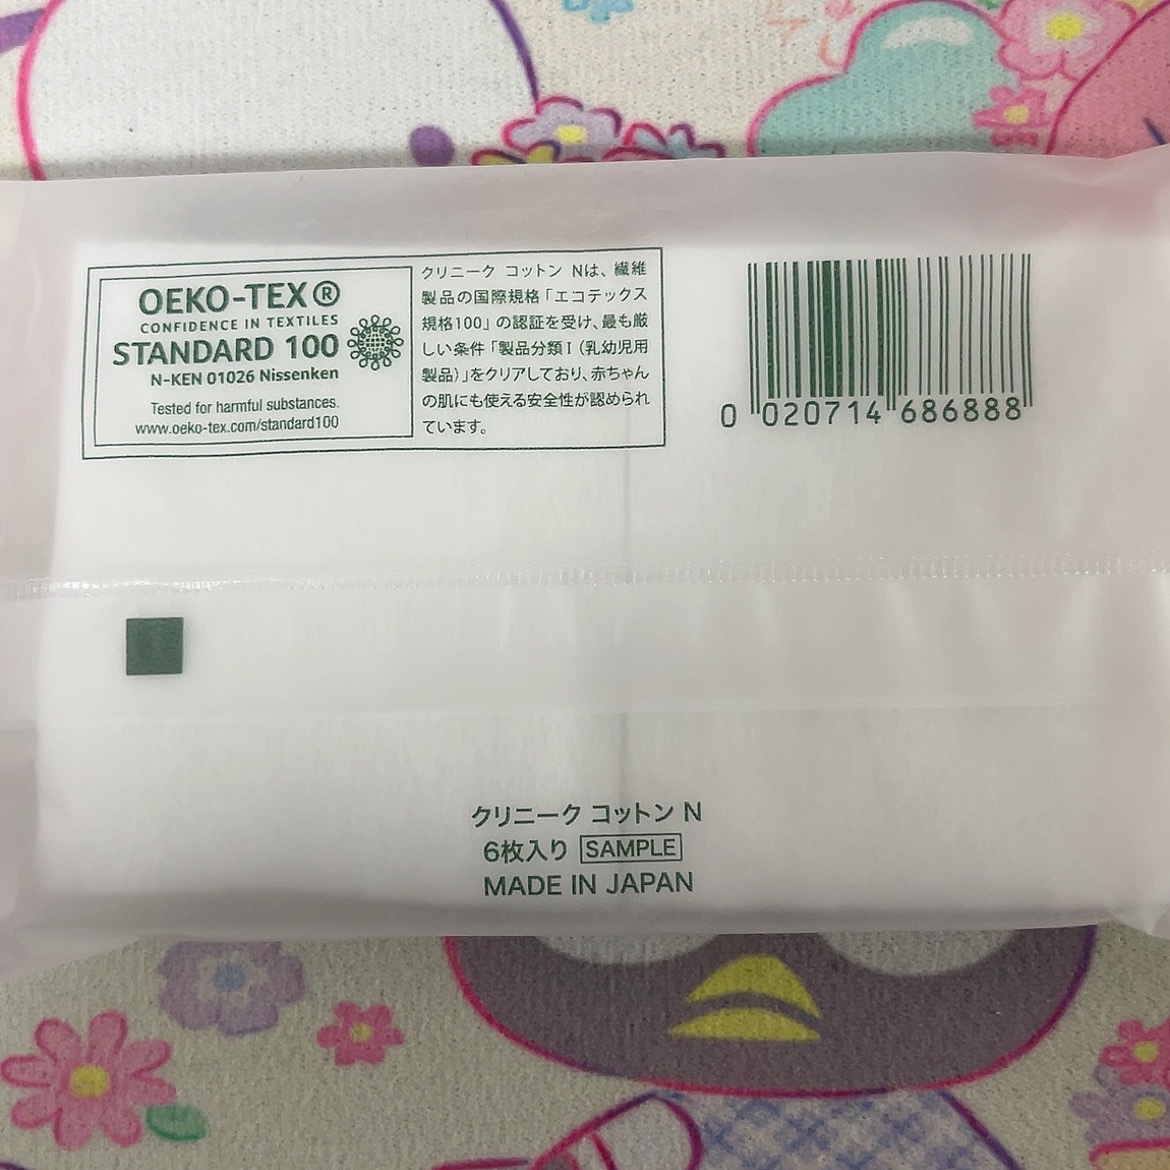 OEKO-TEX®
CONFIDENCE IN TEXTILES
STANDARD 100
N-KEN 01026 Nissenken
Tested for harmful substances.
www.oeko-tex.com/standard100
クリニーク コットン Nは、繊維
製品の国際規格「エコテックス
規格100」の認証を受け、最も厳
しい条件「製品分類Ⅰ(乳幼児用
製品)」をクリアしており、赤ちゃん
の肌にも使える安全性が認められ
ています。
0 020714 686888
クリニーク コットン N
6枚入り SAMPLE
MADE IN JAPAN